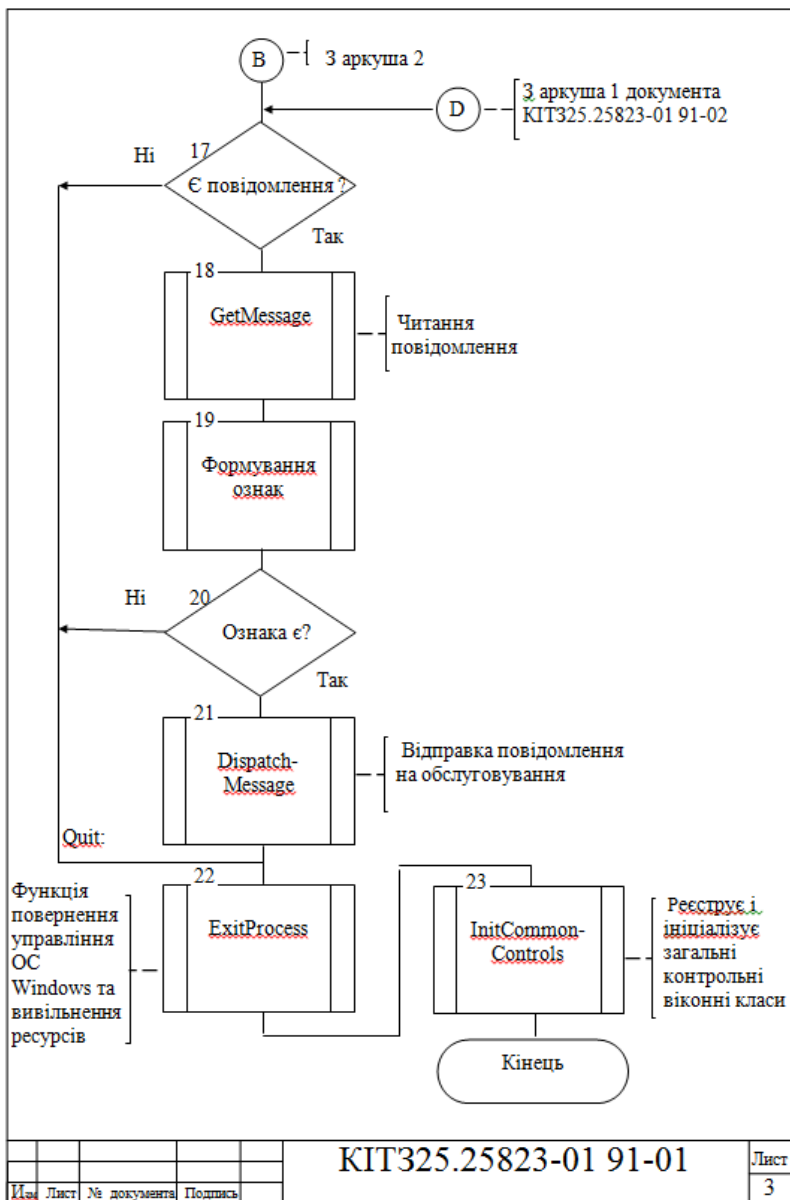 B
З аркуша 2
D
З аркуша 1 документа
КІТЗ25.25823-01 91-02
Ні
17
Є повідомлення ?
Так
18
GetMessage
Читання
повідомлення
19
Формування
ознак
Ні
20
Ознака є?
Так
21
Dispatch-
Message
Відправка повідомлення
на обслуговування
Quit:
22
ExitProcess
Функція
повернення
управління
ОС
Windows та
вивільнення
ресурсів
23
InitCommon-
Controls
Реєструє і
ініціалізує
загальні
контрольні
віконні класи
Кінець
КІТЗ25.25823-01 91-01
Лист
3
Изм Лист № документа Подпись